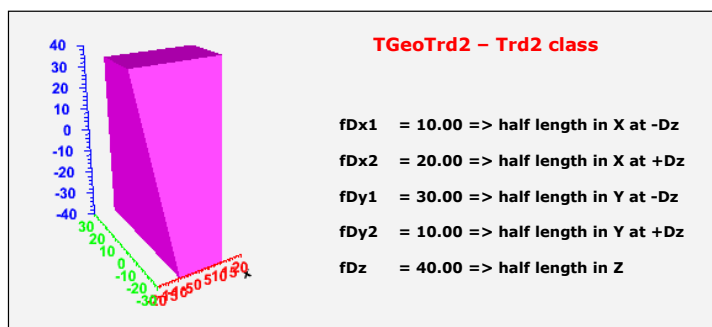 TGeoTrd2 – Trd2 class
40
30
20
10
0
-10
-20
-30
-40
30
20
10
0
-10
-20
fDx1 = 10.00 => half length in X at -Dz
fDx2 = 20.00 => half length in X at +Dz
fDy1 = 30.00 => half length in Y at -Dz
fDy2 = 10.00 => half length in Y at +Dz
fDz = 40.00 => half length in Z